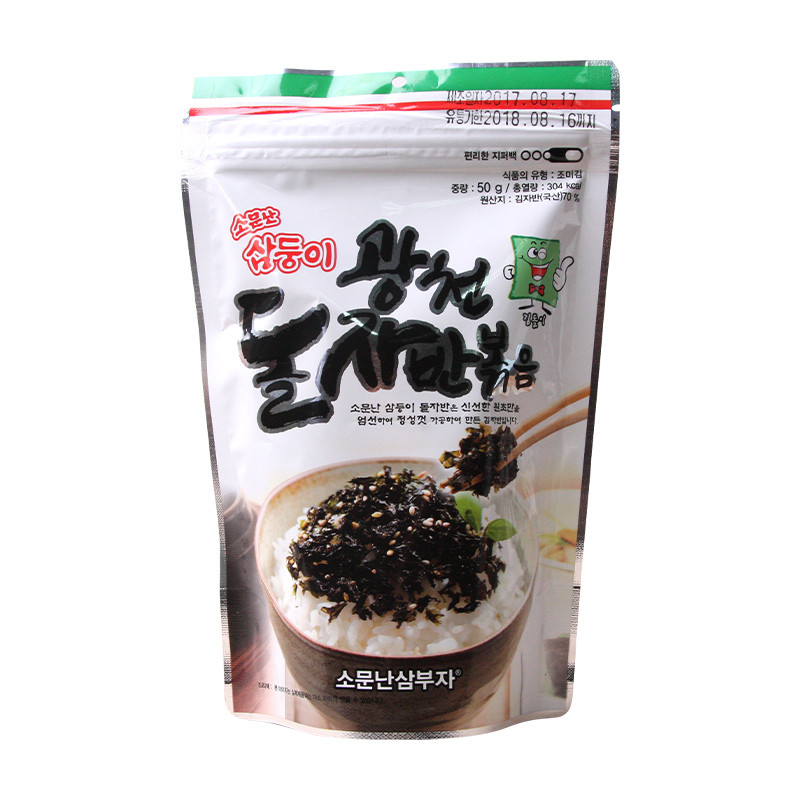 제조일자2017.08.17
유통기한2018.08.16까지
편리한 지퍼백
식품의 유형 : 조미김
중량 : 50 g / 총열량 : 304 kcal
원산지 : 김자반(국산)70 %
소문난
삼둥이
광천
돌자반볶음
김돌이
소문난 삼둥이 돌자반은 신선한 원초만을
엄선하여 정성껏 가공하여 만든 김자반입니다.
소문난삼부자®